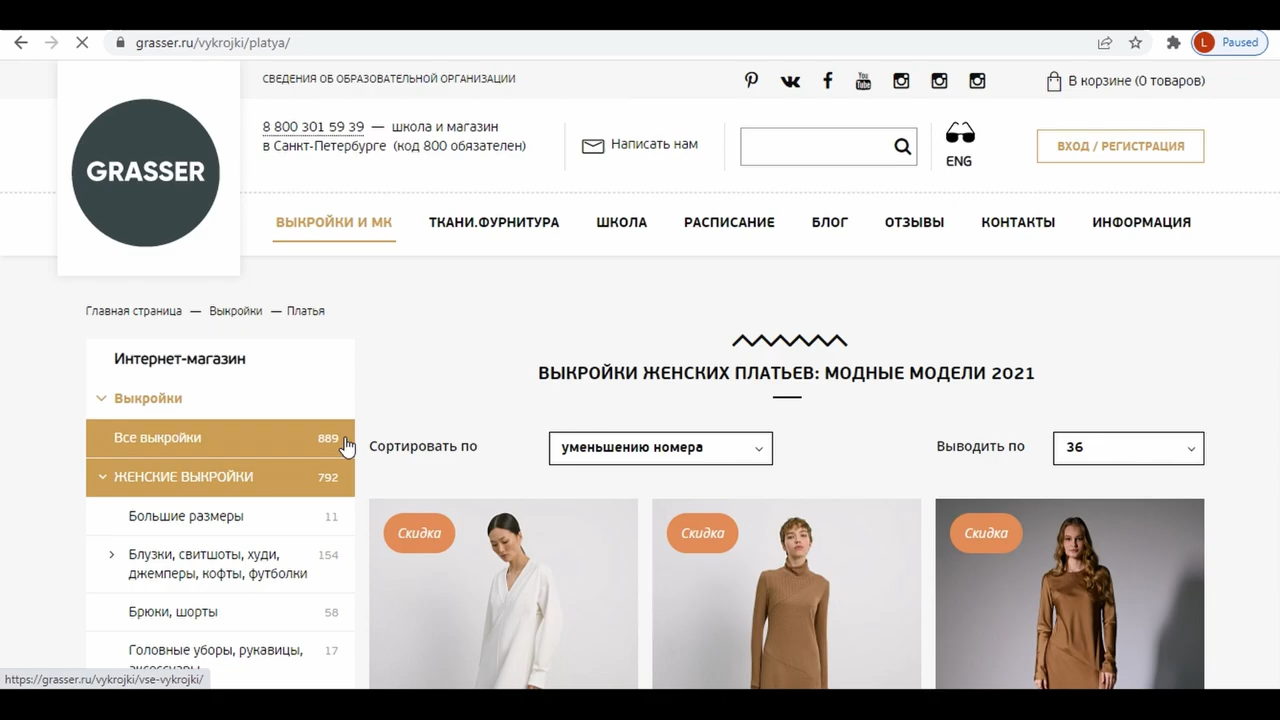 grasser.ru/vykrojki/platya/
L Paused
СВЕДЕНИЯ ОБ ОБРАЗОВАТЕЛЬНОЙ ОРГАНИЗАЦИИ
You Tube
В корзине (0 товаров)
GRASSER
8 800 301 59 39 — школа и магазин
в Санкт-Петербурге (код 800 обязателен)
Написать нам
ENG
ВХОД / РЕГИСТРАЦИЯ
ВЫКРОЙКИ И МК ТКАНИ.ФУРНИТУРА ШКОЛА РАСПИСАНИЕ БЛОГ ОТЗЫВЫ КОНТАКТЫ ИНФОРМАЦИЯ
Главная страница — Выкройки — Платья
Интернет-магазин
Выкройки
Все выкройки 889
ЖЕНСКИЕ ВЫКРОЙКИ 792
Большие размеры 11
Блузки, свитшоты, худи, 154
джемперы, кофты, футболки
Брюки, шорты 58
Головные уборы, рукавицы, 17
аксессуары
https://grasser.ru/vykrojki/vse-vykrojki/
ВЫКРОЙКИ ЖЕНСКИХ ПЛАТЬЕВ: МОДНЫЕ МОДЕЛИ 2021
Сортировать по уменьшению номера Выводить по 36
Скидка Скидка Скидка